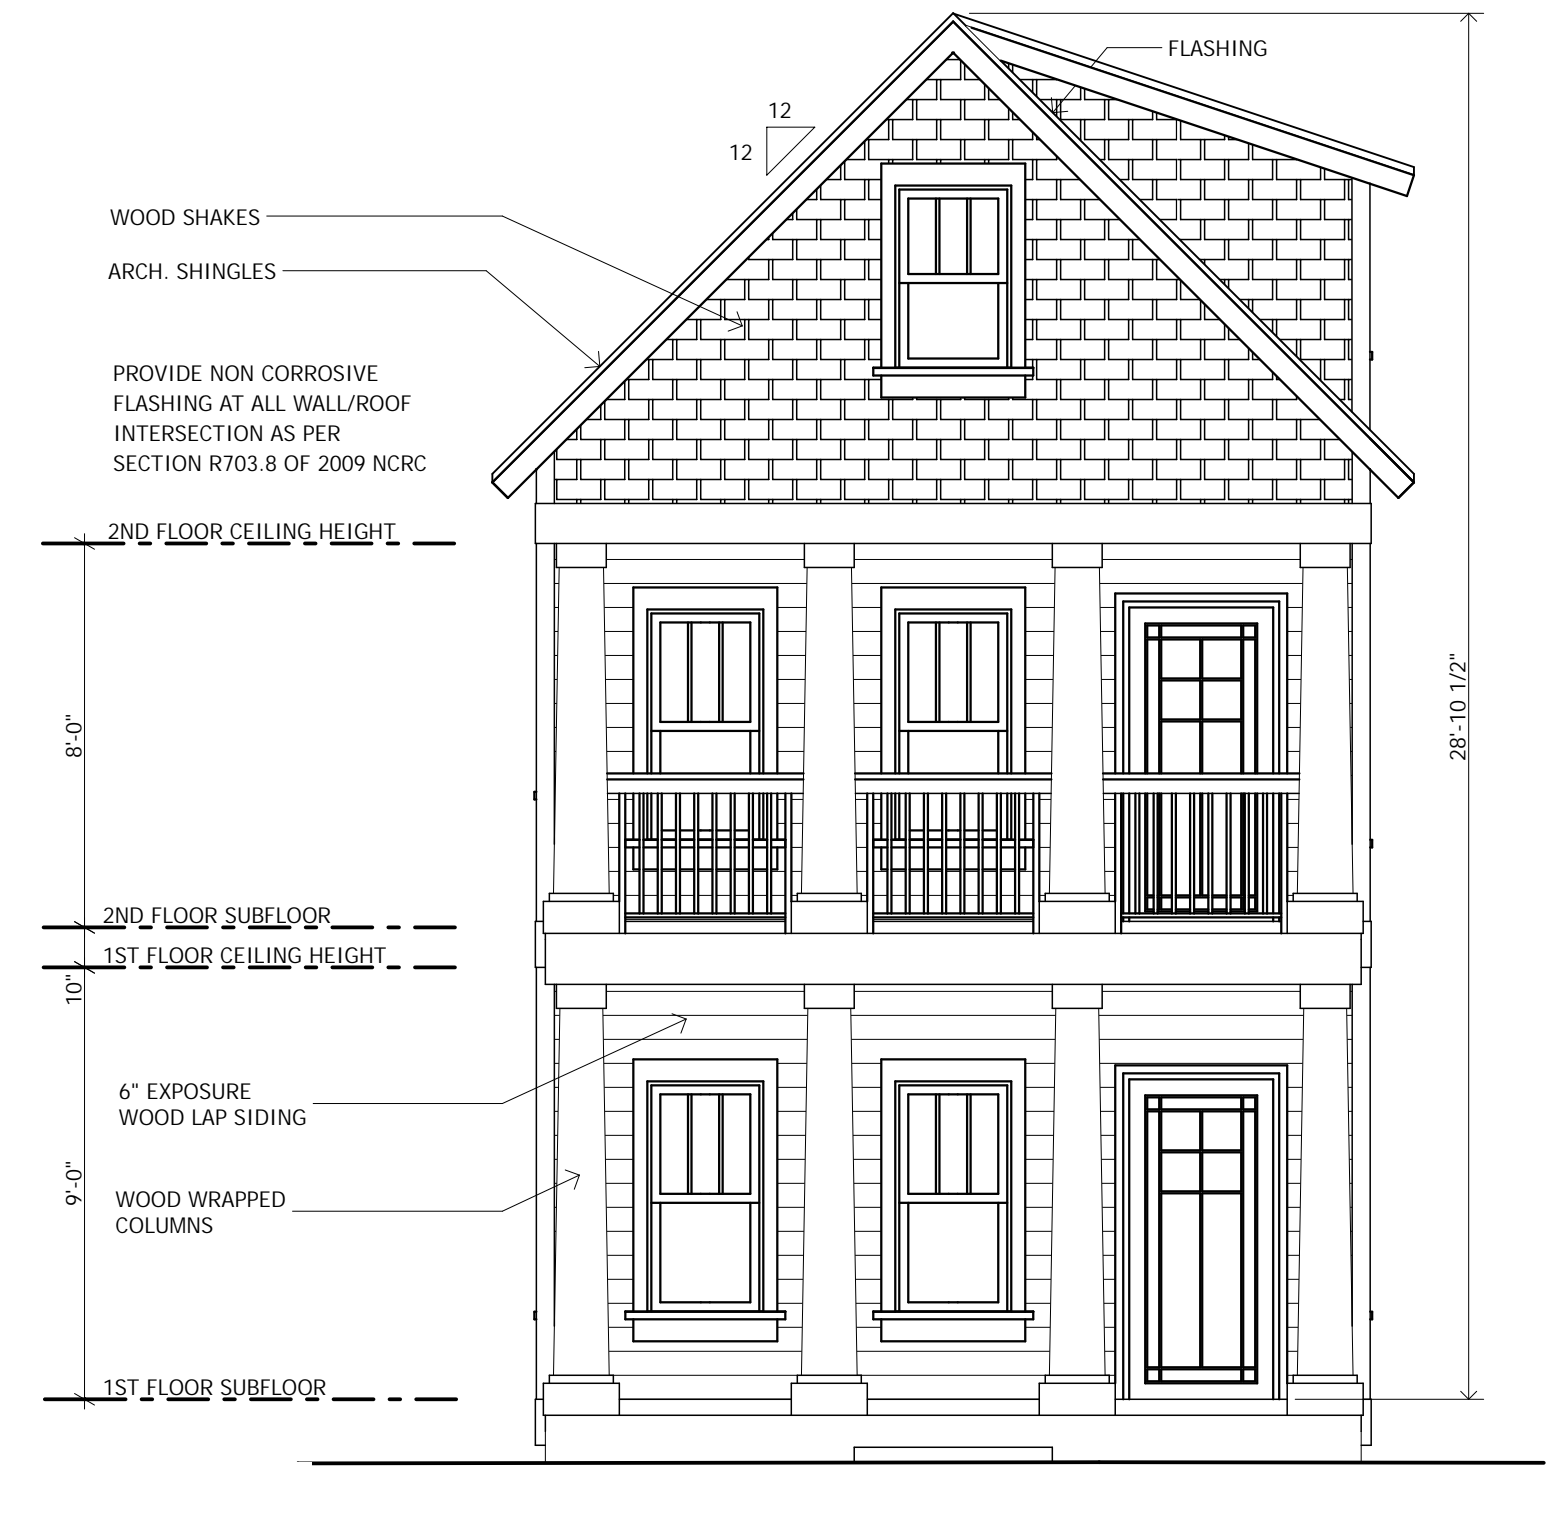 FLASHING
12
12
WOOD SHAKES
ARCH. SHINGLES
PROVIDE NON CORROSIVE
FLASHING AT ALL WALL/ROOF
INTERSECTION AS PER
SECTION R703.8 OF 2009 NCRC
2ND FLOOR CEILING HEIGHT
8'-0"
28'-10 1/2"
2ND FLOOR SUBFLOOR
1ST FLOOR CEILING HEIGHT
10"
6" EXPOSURE
WOOD LAP SIDING
9'-0"
WOOD WRAPPED
COLUMNS
1ST FLOOR SUBFLOOR